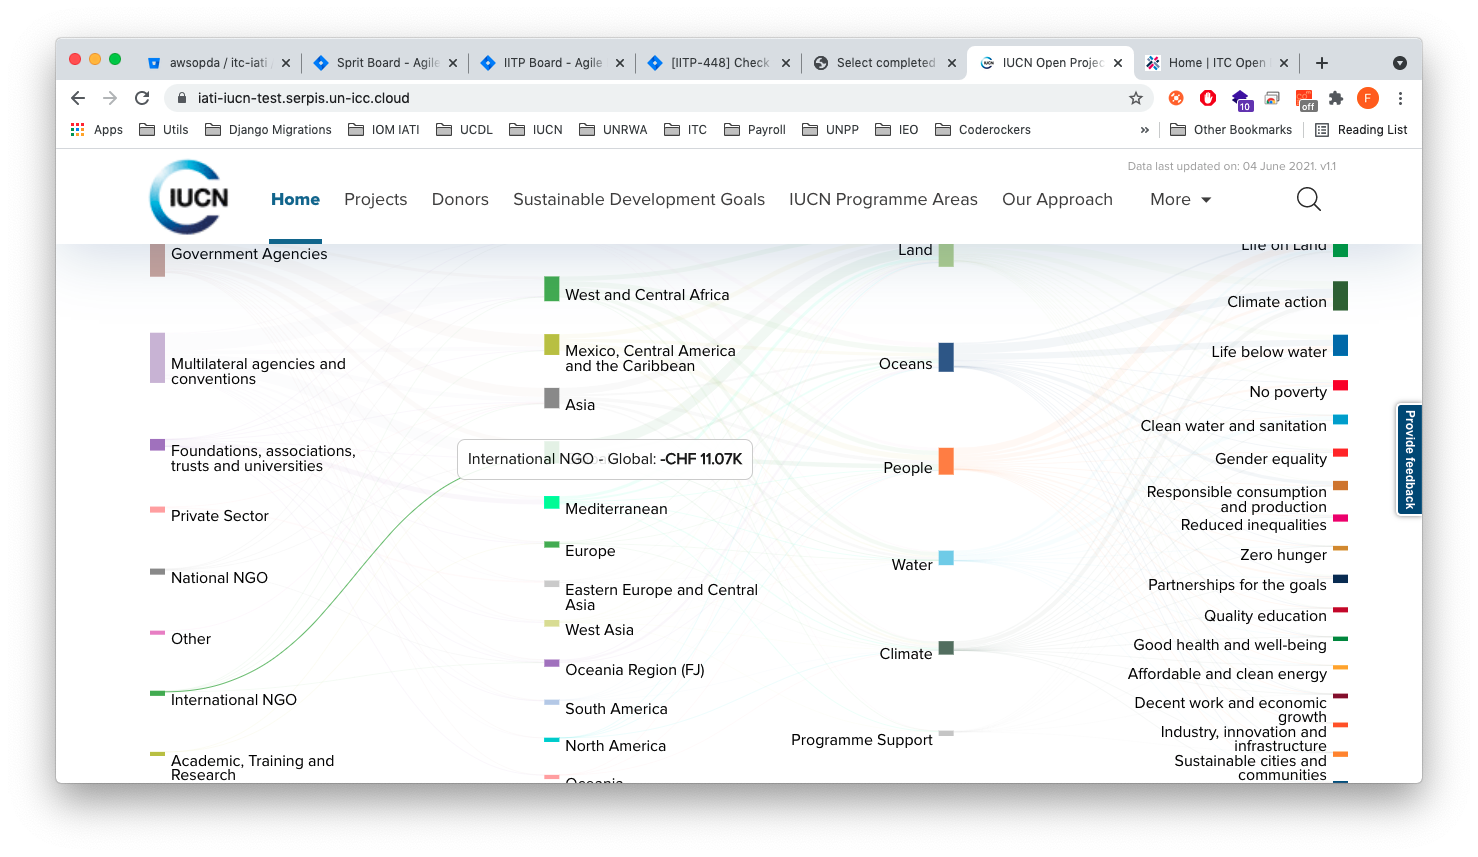 awsopda / itc-iati
Sprit Board - Agile
IITP Board - Agile
[IITP-448] Check
Select completed
IUCN Open Projec
Home | ITC Open
iati-iucn-test.serpis.un-icc.cloud
10
off
F
Apps
Utils
Django Migrations
IOM IATI
UCDL
IUCN
UNRWA
ITC
Payroll
UNPP
IEO
Coderockers
»
Other Bookmarks
Reading List
Data last updated on: 04 June 2021. v1.1
IUCN
Home
Projects
Donors
Sustainable Development Goals
IUCN Programme Areas
Our Approach
More
Government Agencies
Multilateral agencies and
conventions
Foundations, associations,
trusts and universities
Private Sector
National NGO
Other
International NGO
Academic, Training and
Research
West and Central Africa
Mexico, Central America
and the Caribbean
Asia
International NGO - Global: -CHF 11.07K
Mediterranean
Europe
Eastern Europe and Central
Asia
West Asia
Oceania Region (FJ)
South America
North America
Oceania
Land
Oceans
People
Water
Climate
Programme Support
Life on Land
Climate action
Life below water
No poverty
Clean water and sanitation
Gender equality
Responsible consumption
and production
Reduced inequalities
Zero hunger
Partnerships for the goals
Quality education
Good health and well-being
Affordable and clean energy
Decent work and economic
growth
Industry, innovation and
infrastructure
Sustainable cities and
communities
Provide feedback